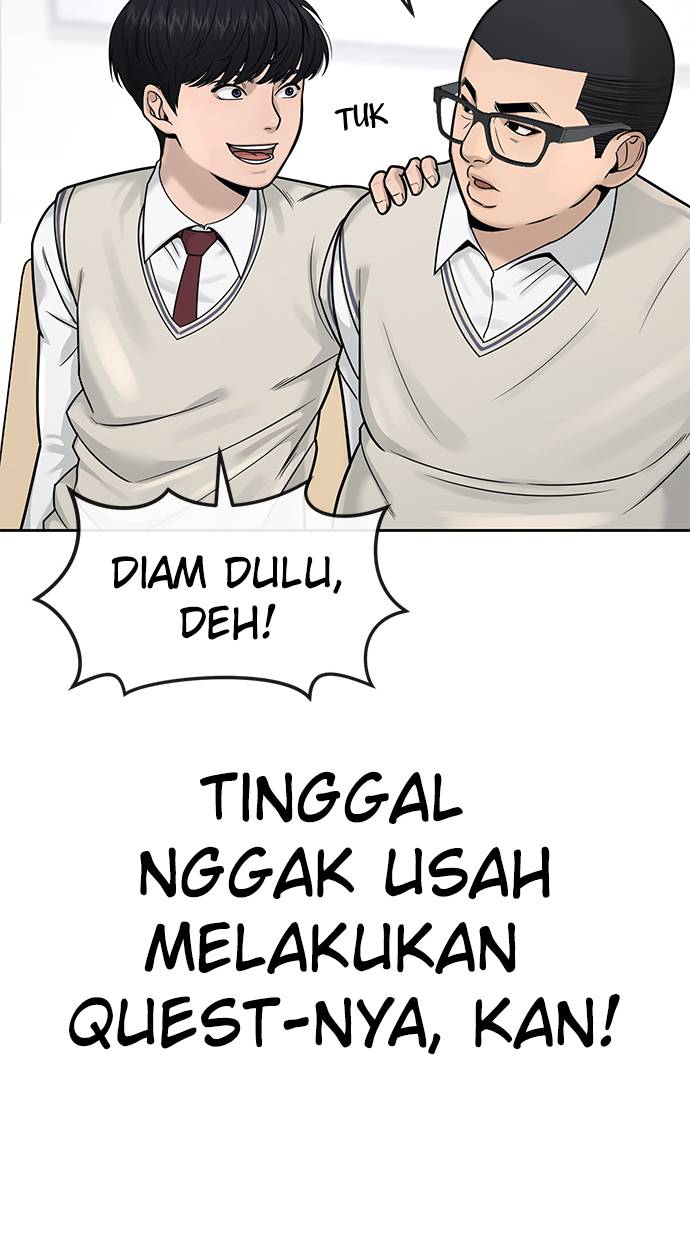 TUK
DIAM DULU,
DEH!
TINGGAL
NGGAK USAH
MELAKUKAN
QUEST-NYA, KAN!